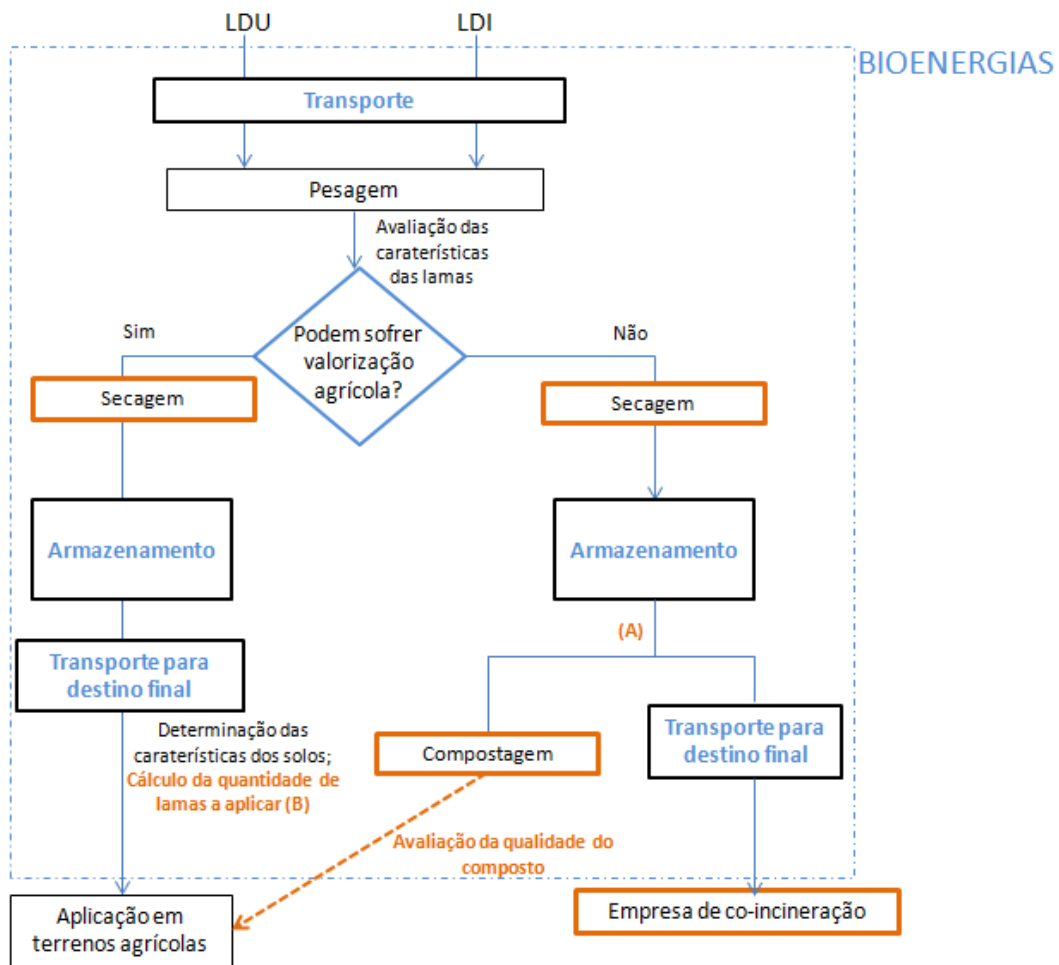 LDU
LDI
BIOENERGIAS
Transporte
Pesagem
Avaliação das
caraterísticas
das lamas
Sim
Podem sofrer
valorização
agrícola?
Não
Secagem
Secagem
Armazenamento
Armazenamento
(A)
Transporte para
destino final
Determinação das
caraterísticas dos solos;
Cálculo da quantidade de
lamas a aplicar (B)
Compostagem
Transporte para
destino final
Avaliação da qualidade do
composto
Aplicação em
terrenos agrícolas
Empresa de co-incineração